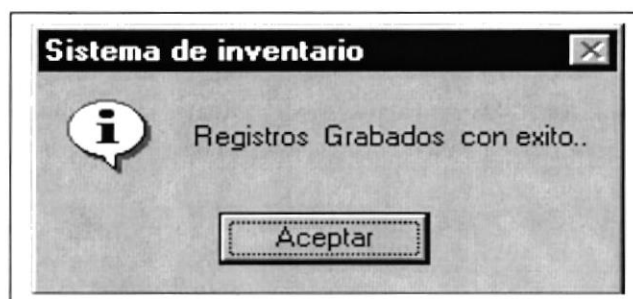 Sistema de inventario
Registros Grabados con exito..
Aceptar